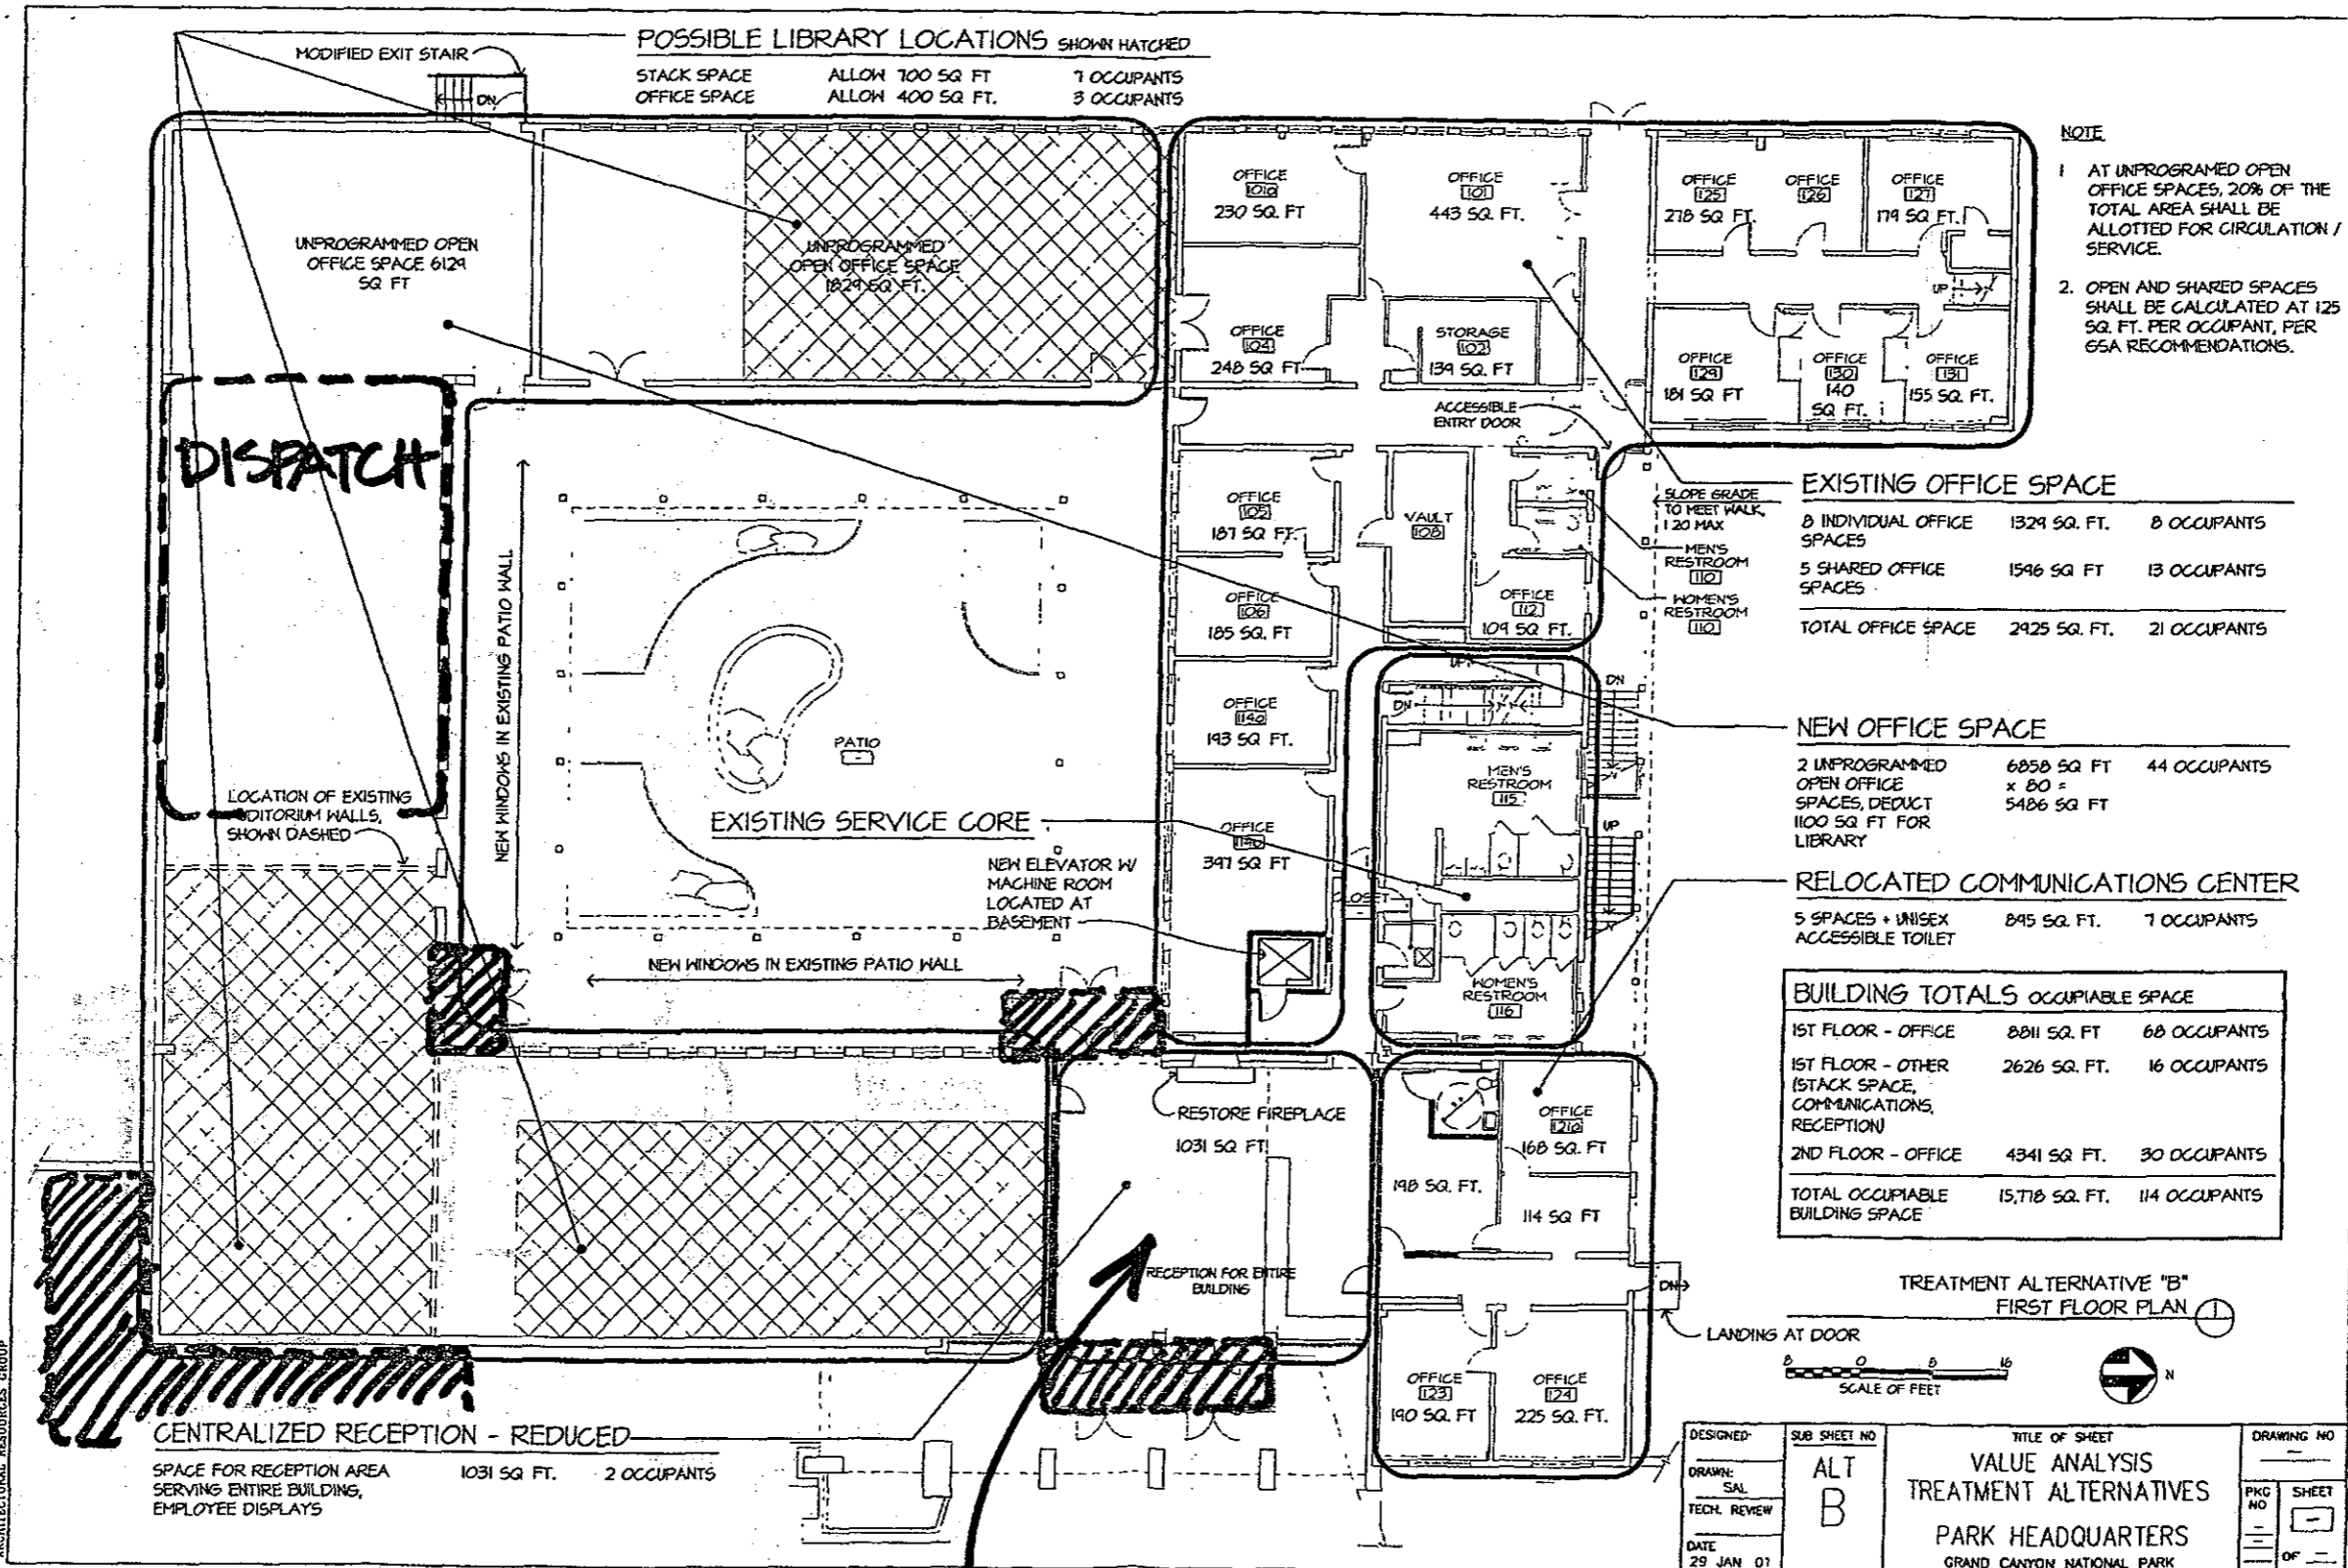 POSSIBLE LIBRARY LOCATIONS SHOWN HATCHED
STACK SPACE ALLOW 700 SQ FT 7 OCCUPANTS
OFFICE SPACE ALLOW 400 SQ FT. 3 OCCUPANTS
MODIFIED EXIT STAIR
DN
UNPROGRAMMED OPEN
OFFICE SPACE 6129
SQ FT
UNPROGRAMMED
OPEN OFFICE SPACE
1829 SQ. FT.
OFFICE
101a
230 SQ. FT
OFFICE
101
443 SQ. FT.
OFFICE
125
278 SQ FT.
OFFICE
126
OFFICE
127
179 SQ. FT.
UP
OFFICE
104
248 SQ FT.
STORAGE
102
139 SQ. FT
OFFICE
129
181 SQ FT
OFFICE
130
140
SQ FT.
OFFICE
131
155 SQ. FT.
NOTE
1 AT UNPROGRAMED OPEN
OFFICE SPACES, 20% OF THE
TOTAL AREA SHALL BE
ALLOTTED FOR CIRCULATION /
SERVICE.
2. OPEN AND SHARED SPACES
SHALL BE CALCULATED AT 125
SQ. FT. PER OCCUPANT, PER
GSA RECOMMENDATIONS.
DISPATCH
ACCESSIBLE
ENTRY DOOR
SLOPE GRADE
TO MEET WALK,
1 20 MAX
MEN'S
RESTROOM
110
WOMEN'S
RESTROOM
110
OFFICE
105
187 SQ FT.
VAULT
108
OFFICE
106
185 SQ. FT
OFFICE
112
109 SQ. FT.
EXISTING OFFICE SPACE
8 INDIVIDUAL OFFICE 1329 SQ. FT. 8 OCCUPANTS
SPACES
5 SHARED OFFICE 1596 SQ FT 13 OCCUPANTS
SPACES
TOTAL OFFICE SPACE 2925 SQ. FT. 21 OCCUPANTS
NEW WINDOWS IN EXISTING PATIO WALL
OFFICE
114a
193 SQ. FT.
PATIO
-
UP
DN
DN
MEN'S
RESTROOM
115
UP
NEW OFFICE SPACE
2 UNPROGRAMMED 6858 SQ FT 44 OCCUPANTS
OPEN OFFICE x 80 =
SPACES, DEDUCT 5486 SQ FT
1100 SQ FT FOR
LIBRARY
LOCATION OF EXISTING
AUDITORIUM WALLS,
SHOWN DASHED
EXISTING SERVICE CORE
OFFICE
397 SQ FT
NEW ELEVATOR W/
MACHINE ROOM
LOCATED AT
BASEMENT
CLOSET
NEW WINDOWS IN EXISTING PATIO WALL
WOMEN'S
RESTROOM
116
RELOCATED COMMUNICATIONS CENTER
5 SPACES + UNISEX 895 SQ. FT. 7 OCCUPANTS
ACCESSIBLE TOILET
BUILDING TOTALS OCCUPIABLE SPACE
1ST FLOOR - OFFICE 8811 SQ. FT 68 OCCUPANTS
1ST FLOOR - OTHER 2626 SQ. FT. 16 OCCUPANTS
(STACK SPACE,
COMMUNICATIONS,
RECEPTION)
2ND FLOOR - OFFICE 4341 SQ FT. 30 OCCUPANTS
TOTAL OCCUPIABLE 15,778 SQ. FT. 114 OCCUPANTS
BUILDING SPACE
RESTORE FIREPLACE
1031 SQ FT
RECEPTION FOR ENTIRE
BUILDING
OFFICE
121a
168 SQ. FT
198 SQ. FT.
114 SQ FT
DN
LANDING AT DOOR
OFFICE
123
190 SQ. FT
OFFICE
124
225 SQ. FT.
TREATMENT ALTERNATIVE "B"
FIRST FLOOR PLAN 1
8 0 8 16
SCALE OF FEET
N
CENTRALIZED RECEPTION - REDUCED
SPACE FOR RECEPTION AREA 1031 SQ FT. 2 OCCUPANTS
SERVING ENTIRE BUILDING,
EMPLOYEE DISPLAYS
ARCHITECTURAL RESOURCES GROUP
DESIGNED:
DRAWN:
SAL
TECH. REVIEW
DATE
29 JAN 01
SUB SHEET NO
ALT
B
TITLE OF SHEET
VALUE ANALYSIS
TREATMENT ALTERNATIVES
PARK HEADQUARTERS
GRAND CANYON NATIONAL PARK
DRAWING NO
—
PKG
NO
SHEET
-
OF —